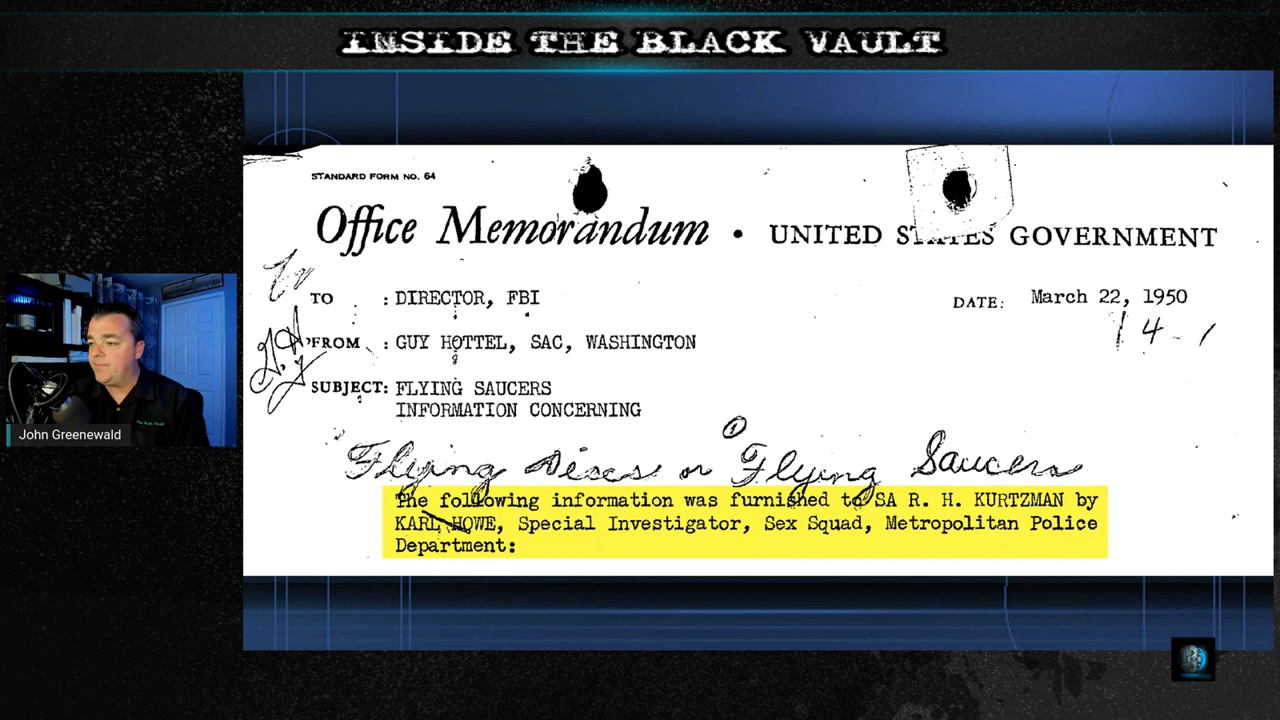 INSIDE THE BLACK VAULT
STANDARD FORM NO. 64
Office Memorandum • UNITED STATES GOVERNMENT
TO : DIRECTOR, FBI
DATE: March 22, 1950
FROM : GUY HOTTEL, SAC, WASHINGTON
SUBJECT: FLYING SAUCERS
INFORMATION CONCERNING
Flying Discs or Flying Saucers
The following information was furnished to SA R. H. KURTZMAN by
KARL HOWE, Special Investigator, Sex Squad, Metropolitan Police
Department:
John Greenewald